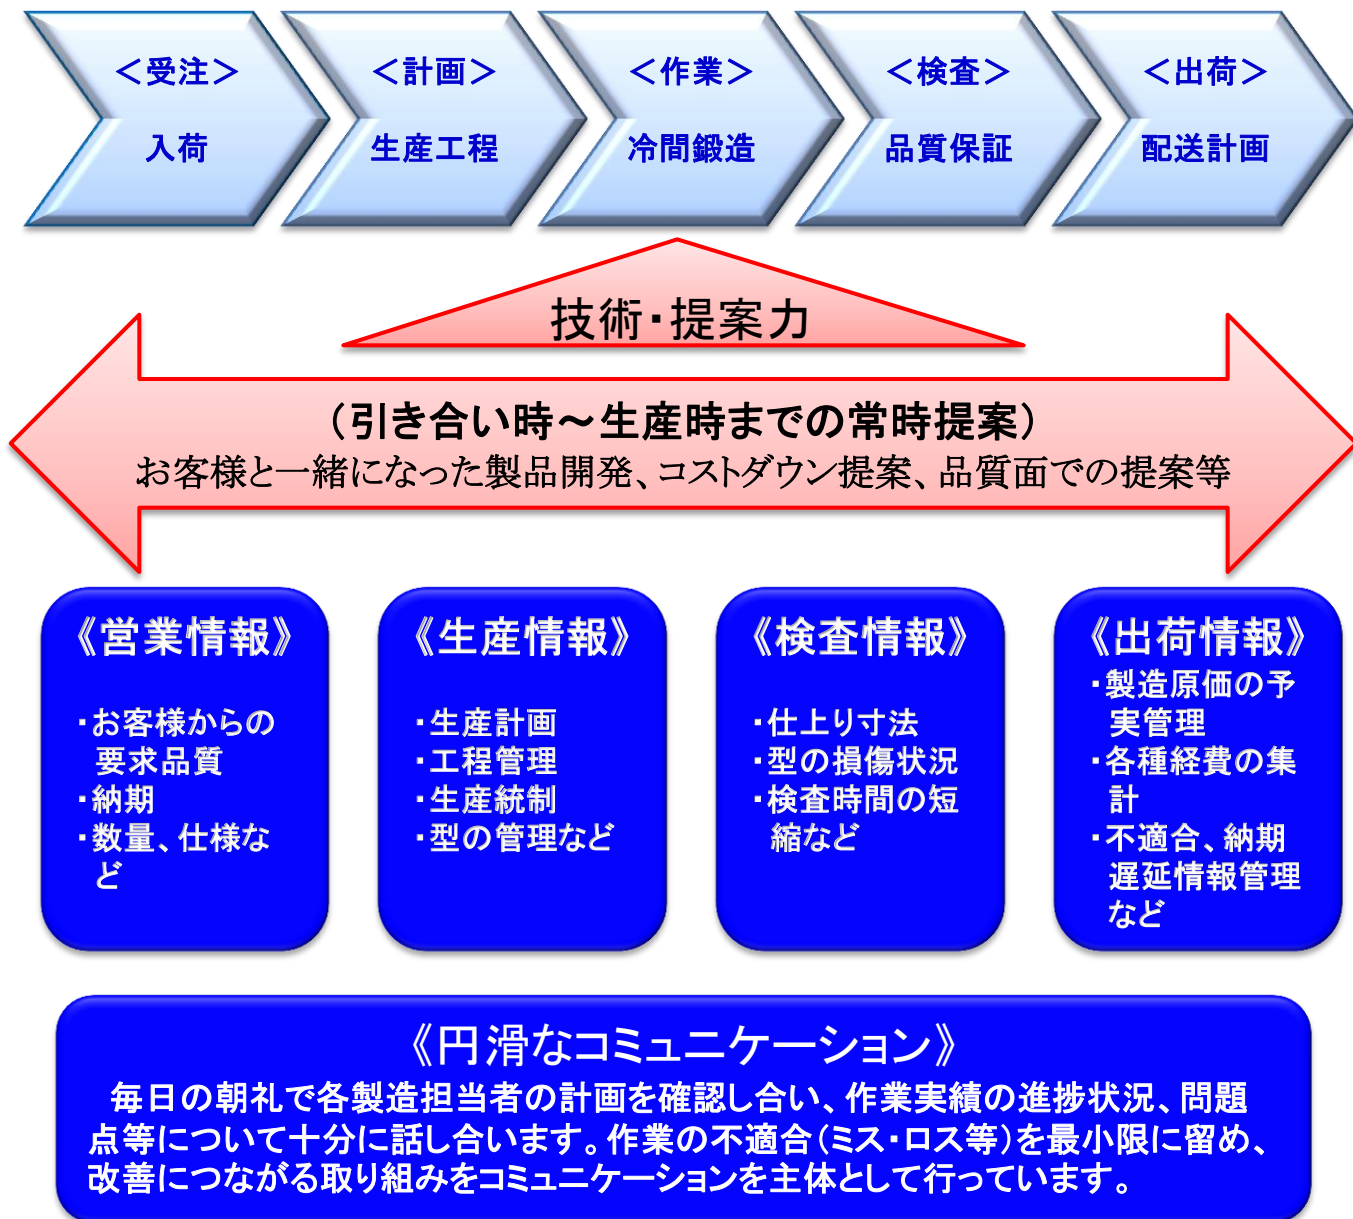 ＜受注＞
入荷
＜計画＞
生産工程
＜作業＞
冷間鍛造
＜検査＞
品質保証
＜出荷＞
配送計画
技術・提案力
（引き合い時～生産時までの常時提案）
お客様と一緒になった製品開発、コストダウン提案、品質面での提案等
《営業情報》
・お客様からの
要求品質
・納期
・数量、仕様な
ど
《生産情報》
・生産計画
・工程管理
・生産統制
・型の管理など
《検査情報》
・仕上り寸法
・型の損傷状況
・検査時間の短
縮など
《出荷情報》
・製造原価の予
実管理
・各種経費の集
計
・不適合、納期
遅延情報管理
など
《円滑なコミュニケーション》
毎日の朝礼で各製造担当者の計画を確認し合い、作業実績の進捗状況、問題
点等について十分に話し合います。作業の不適合（ミス・ロス等）を最小限に留め、
改善につながる取り組みをコミュニケーションを主体として行っています。